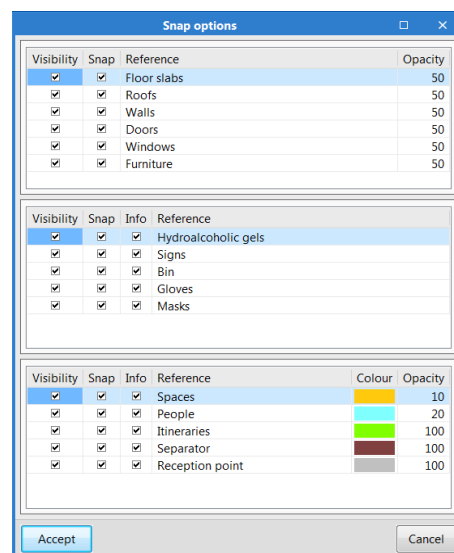 Snap options
Visibility Snap Reference Opacity
Floor slabs 50
Roofs 50
Walls 50
Doors 50
Windows 50
Furniture 50
Visibility Snap Info Reference
Hydroalcoholic gels
Signs
Bin
Gloves
Masks
Visibility Snap Info Reference Colour Opacity
Spaces 10
People 20
Itineraries 100
Separator 100
Reception point 100
Accept Cancel